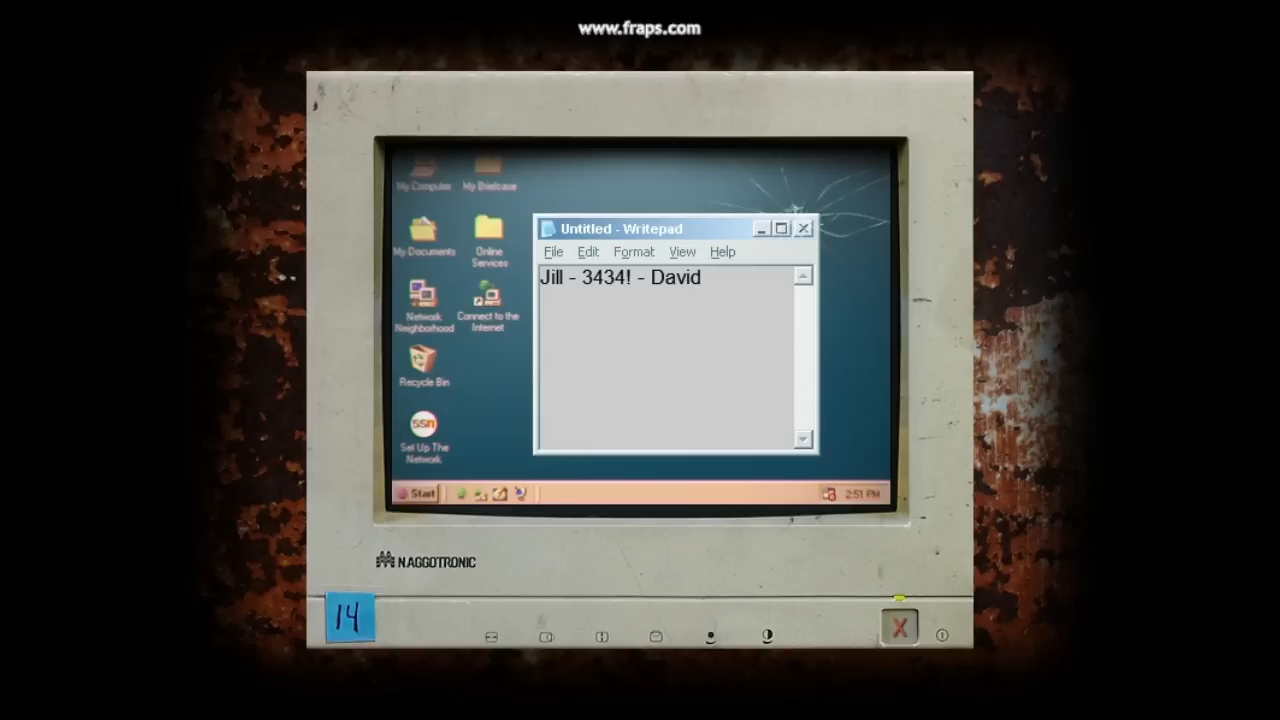 www.fraps.com
My Computer
My Briefcase
My Documents
Online
Services
Network
Neighborhood
Connect to the
Internet
Recycle Bin
ssn
Set Up The
Network
Untitled - Writepad
File Edit Format View Help
Jill - 3434! - David
Start
2:51 PM
NAGGOTRONIC
14
X